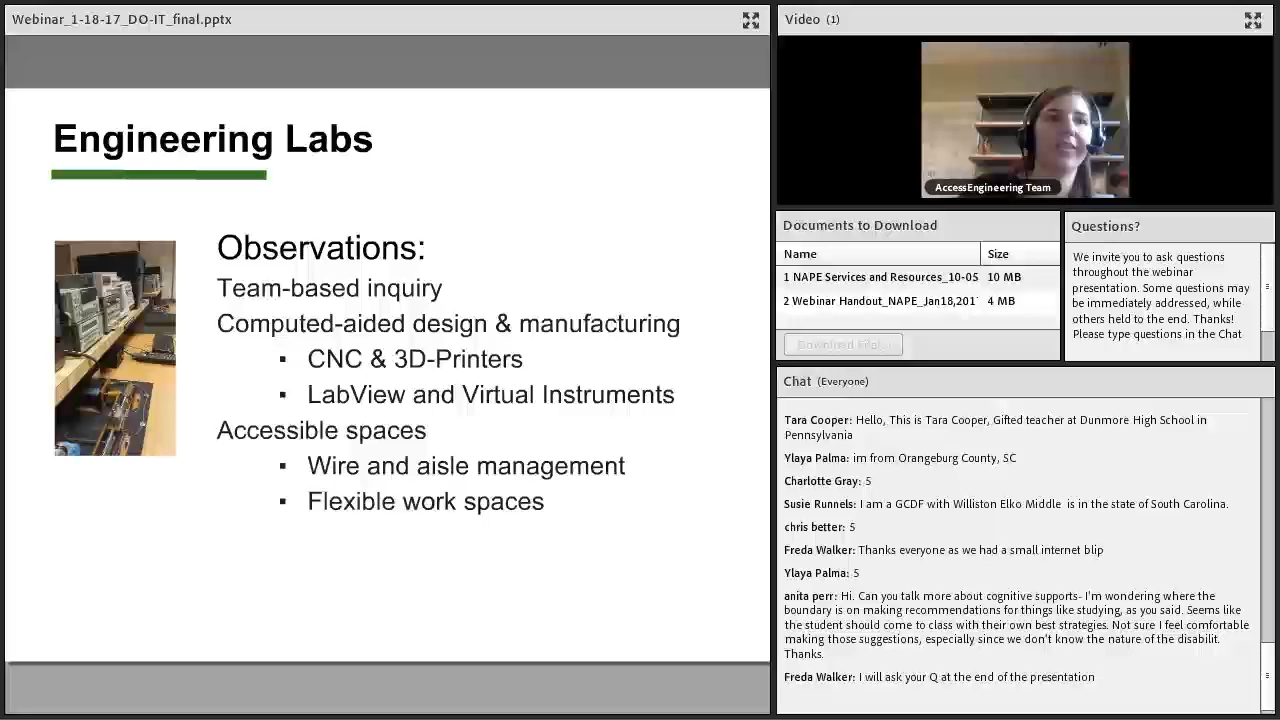 Webinar_1-18-17_DO-IT_final.pptx
Engineering Labs
Observations:
Team-based inquiry
Computed-aided design & manufacturing
▪ CNC & 3D-Printers
▪ LabView and Virtual Instruments
Accessible spaces
▪ Wire and aisle management
▪ Flexible work spaces
Video (1)
AccessEngineering Team
Documents to Download
Name Size
1 NAPE Services and Resources_10-05 10 MB
2 Webinar Handout_NAPE_Jan18,201 4 MB
Download File(s)
Questions?
We invite you to ask questions
throughout the webinar
presentation. Some questions may
be immediately addressed, while
others held to the end. Thanks!
Please type questions in the Chat
Chat (Everyone)
Tara Cooper: Hello, This is Tara Cooper, Gifted teacher at Dunmore High School in
Pennsylvania
Ylaya Palma: im from Orangeburg County, SC
Charlotte Gray: 5
Susie Runnels: I am a GCDF with Williston Elko Middle is in the state of South Carolina.
chris better: 5
Freda Walker: Thanks everyone as we had a small internet blip
Ylaya Palma: 5
anita perr: Hi. Can you talk more about cognitive supports- I'm wondering where the
boundary is on making recommendations for things like studying, as you said. Seems like
the student should come to class with their own best strategies. Not sure I feel comfortable
making those suggestions, especially since we don't know the nature of the disabilit.
Thanks.
Freda Walker: I will ask your Q at the end of the presentation